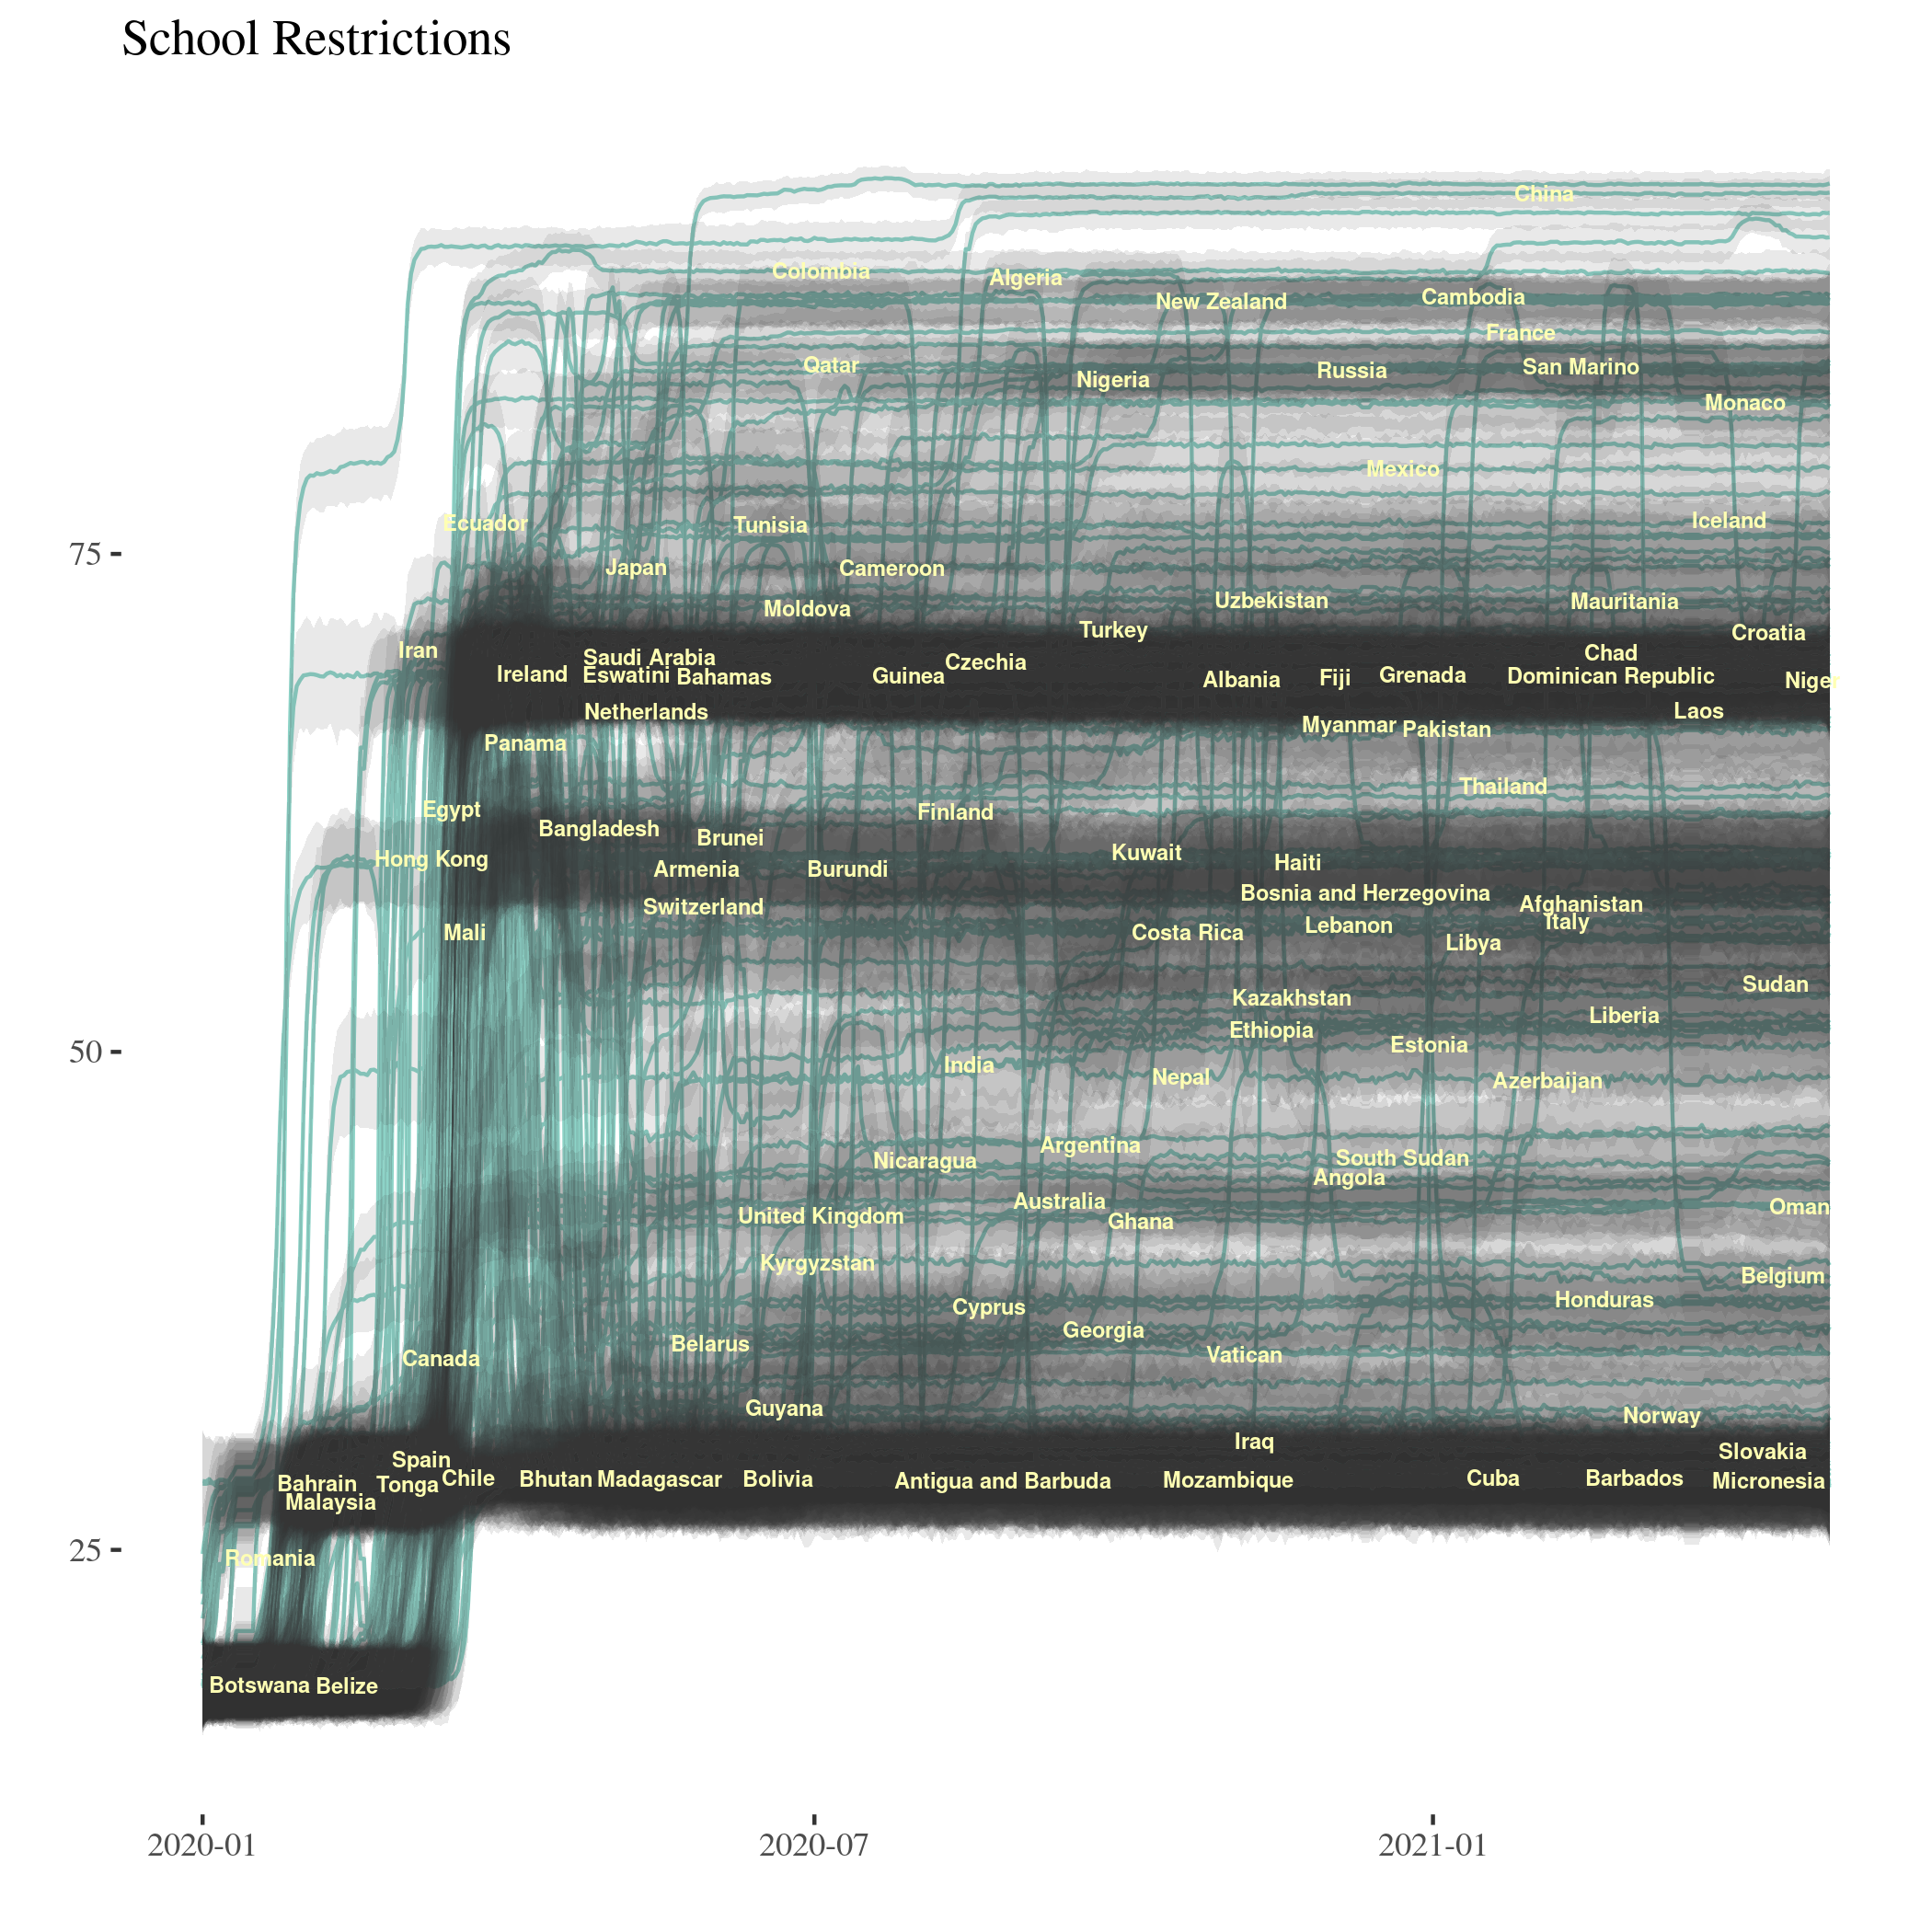 School Restrictions
China
Colombia
Algeria
New Zealand
Cambodia
France
Qatar
Nigeria
Russia
San Marino
Monaco
Mexico
Ecuador
Tunisia
Iceland
75
Japan
Cameroon
Moldova
Uzbekistan
Mauritania
Turkey
Croatia
Iran
Saudi Arabia
Czechia
Chad
Ireland
Eswatini
Bahamas
Guinea
Albania
Fiji
Grenada
Dominican Republic
Niger
Netherlands
Laos
Panama
Myanmar
Pakistan
Thailand
Egypt
Finland
Bangladesh
Brunei
Hong Kong
Kuwait
Haiti
Armenia
Burundi
Bosnia and Herzegovina
Switzerland
Afghanistan
Mali
Costa Rica
Lebanon
Italy
Libya
Sudan
Kazakhstan
Liberia
Ethiopia
50
Estonia
India
Nepal
Azerbaijan
Argentina
Nicaragua
South Sudan
Angola
Australia
Oman
United Kingdom
Ghana
Kyrgyzstan
Belgium
Cyprus
Honduras
Georgia
Belarus
Canada
Vatican
Guyana
Norway
Iraq
Spain
Slovakia
Bahrain
Tonga
Chile
Bhutan
Madagascar
Bolivia
Antigua and Barbuda
Mozambique
Cuba
Barbados
Micronesia
Malaysia
25
Romania
Botswana
Belize
2020-01
2020-07
2021-01